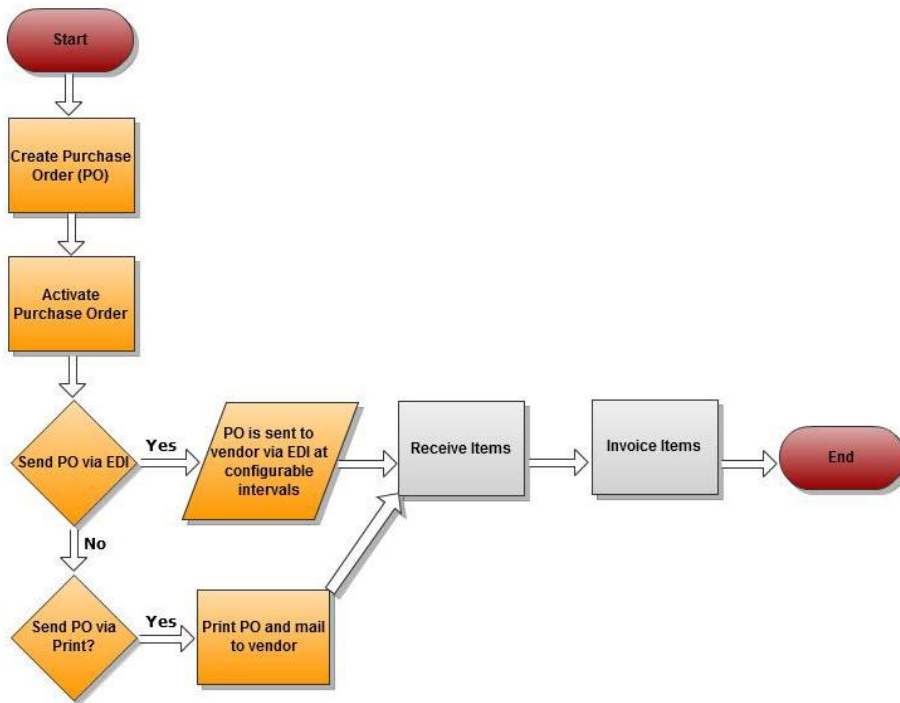 Start
Create Purchase
Order (PO)
Activate
Purchase Order
Send PO via EDI
Yes
PO is sent to
vendor via EDI at
configurable
intervals
Receive Items
Invoice Items
End
No
Send PO via
Print?
Yes
Print PO and mail
to vendor